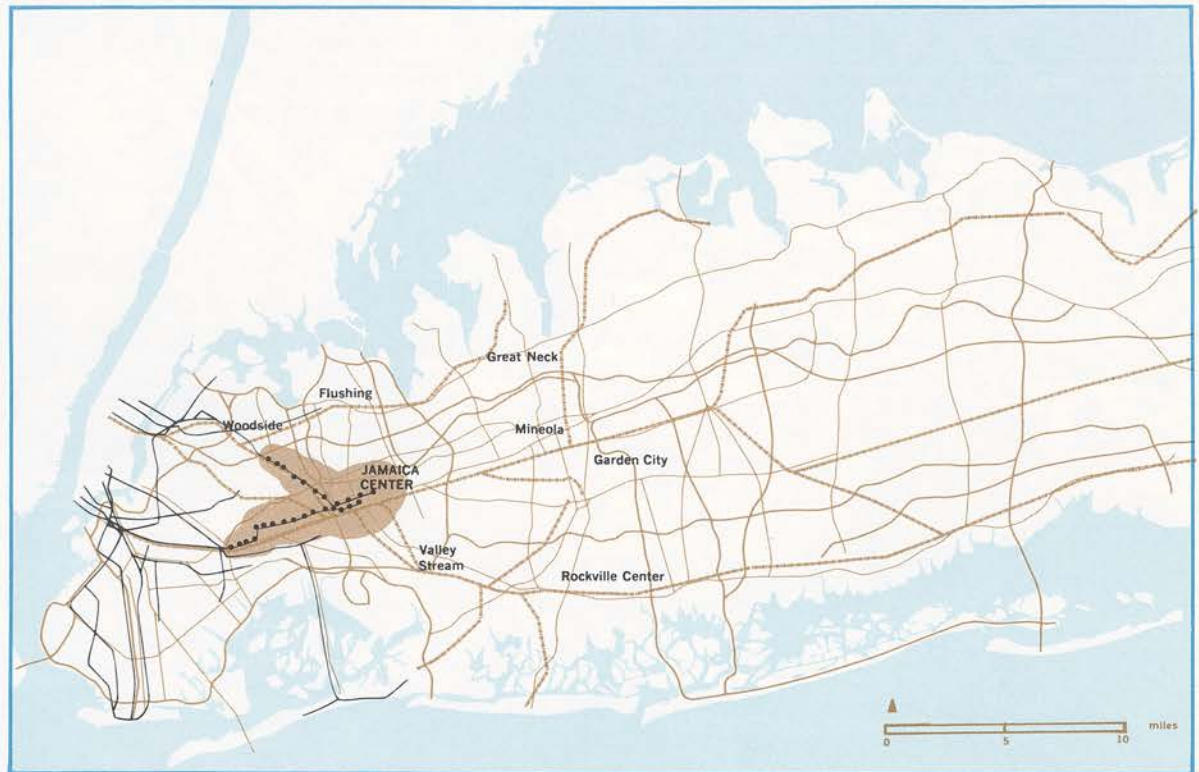 Great Neck
Flushing
Woodside
Mineola
Garden City
JAMAICA
CENTER
Valley
Stream
Rockville Center
miles
0
5
10